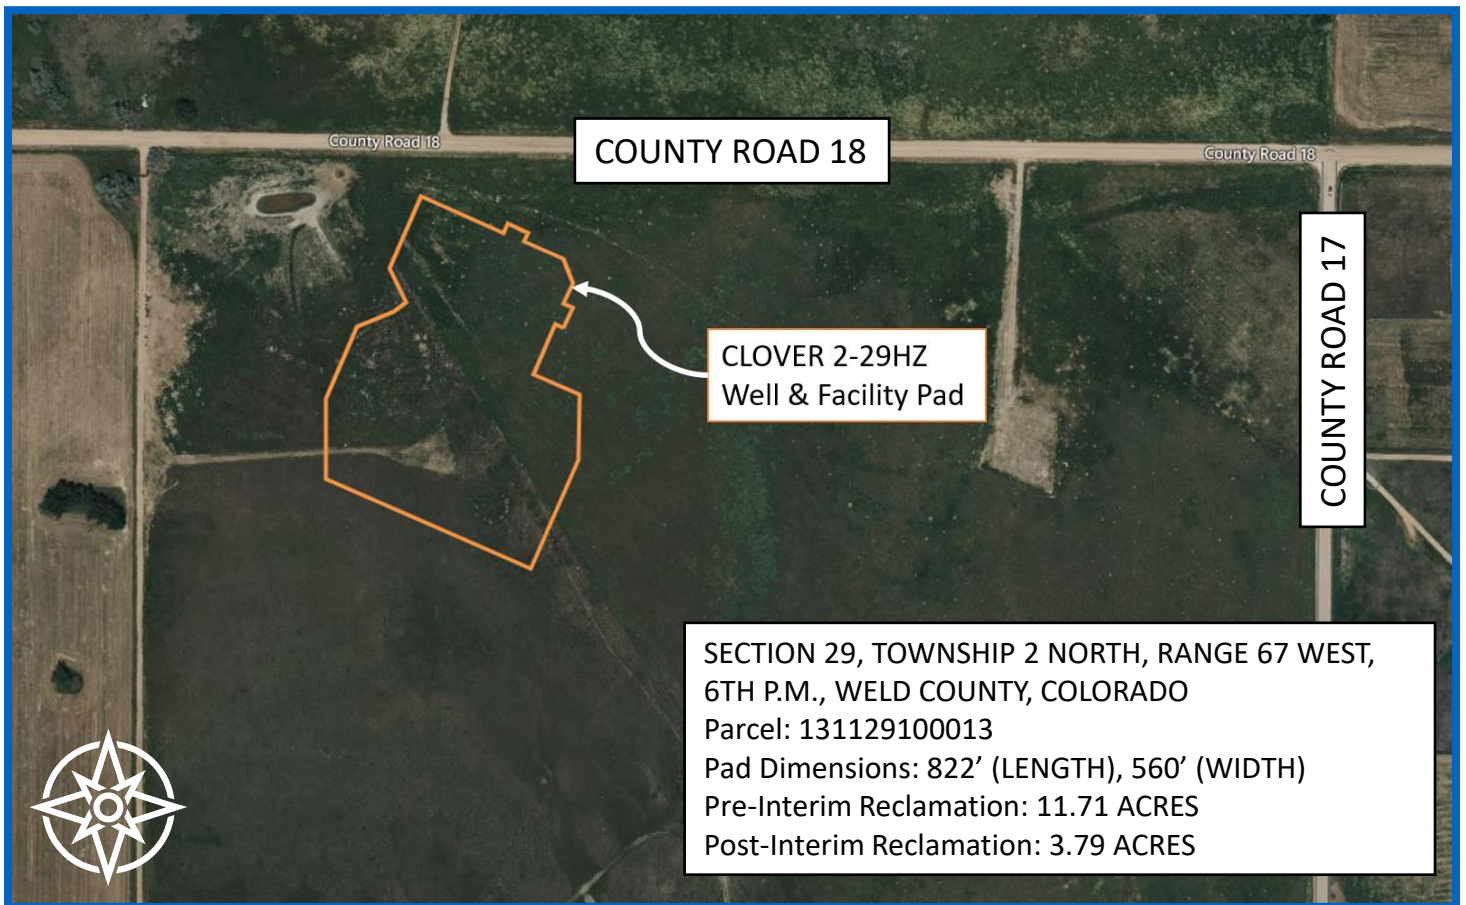 County Road 18
COUNTY ROAD 18
County Road 18
COUNTY ROAD 17
CLOVER 2-29HZ
Well & Facility Pad
SECTION 29, TOWNSHIP 2 NORTH, RANGE 67 WEST,
6TH P.M., WELD COUNTY, COLORADO
Parcel: 131129100013
Pad Dimensions: 822’ (LENGTH), 560’ (WIDTH)
Pre-Interim Reclamation: 11.71 ACRES
Post-Interim Reclamation: 3.79 ACRES